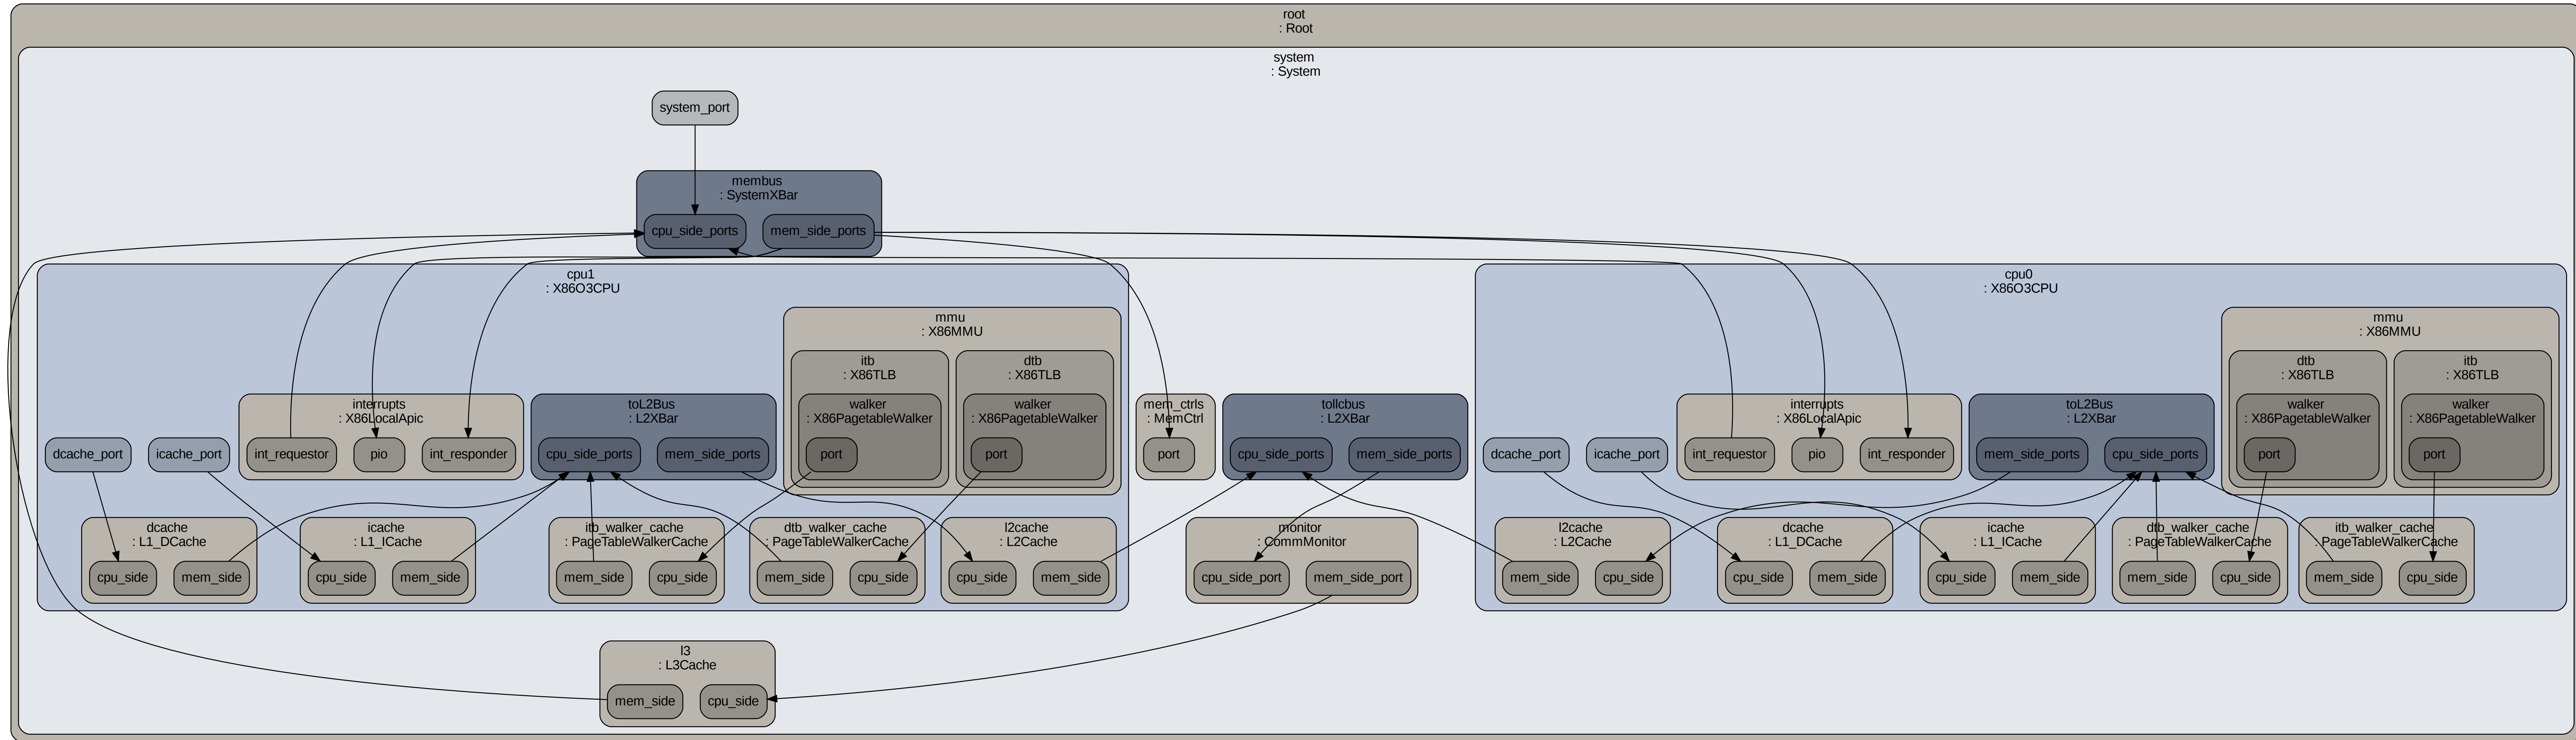 root
: Root
system
: System
system_port
membus
: SystemXBar
cpu_side_ports
mem_side_ports
cpu1
: X86O3CPU
mmu
: X86MMU
itb
: X86TLB
walker
: X86PagetableWalker
port
dtb
: X86TLB
walker
: X86PagetableWalker
port
interrupts
: X86LocalApic
int_requestor
pio
int_responder
toL2Bus
: L2XBar
cpu_side_ports
mem_side_ports
dcache_port
icache_port
dcache
: L1_DCache
cpu_side
mem_side
icache
: L1_ICache
cpu_side
mem_side
itb_walker_cache
: PageTableWalkerCache
mem_side
cpu_side
dtb_walker_cache
: PageTableWalkerCache
mem_side
cpu_side
l2cache
: L2Cache
cpu_side
mem_side
mem_ctrls
: MemCtrl
port
tollcbus
: L2XBar
cpu_side_ports
mem_side_ports
monitor
: CommMonitor
cpu_side_port
mem_side_port
cpu0
: X86O3CPU
mmu
: X86MMU
dtb
: X86TLB
walker
: X86PagetableWalker
port
itb
: X86TLB
walker
: X86PagetableWalker
port
interrupts
: X86LocalApic
int_requestor
pio
int_responder
toL2Bus
: L2XBar
mem_side_ports
cpu_side_ports
dcache_port
icache_port
l2cache
: L2Cache
mem_side
cpu_side
dcache
: L1_DCache
cpu_side
mem_side
icache
: L1_ICache
cpu_side
mem_side
dtb_walker_cache
: PageTableWalkerCache
mem_side
cpu_side
itb_walker_cache
: PageTableWalkerCache
mem_side
cpu_side
l3
: L3Cache
mem_side
cpu_side